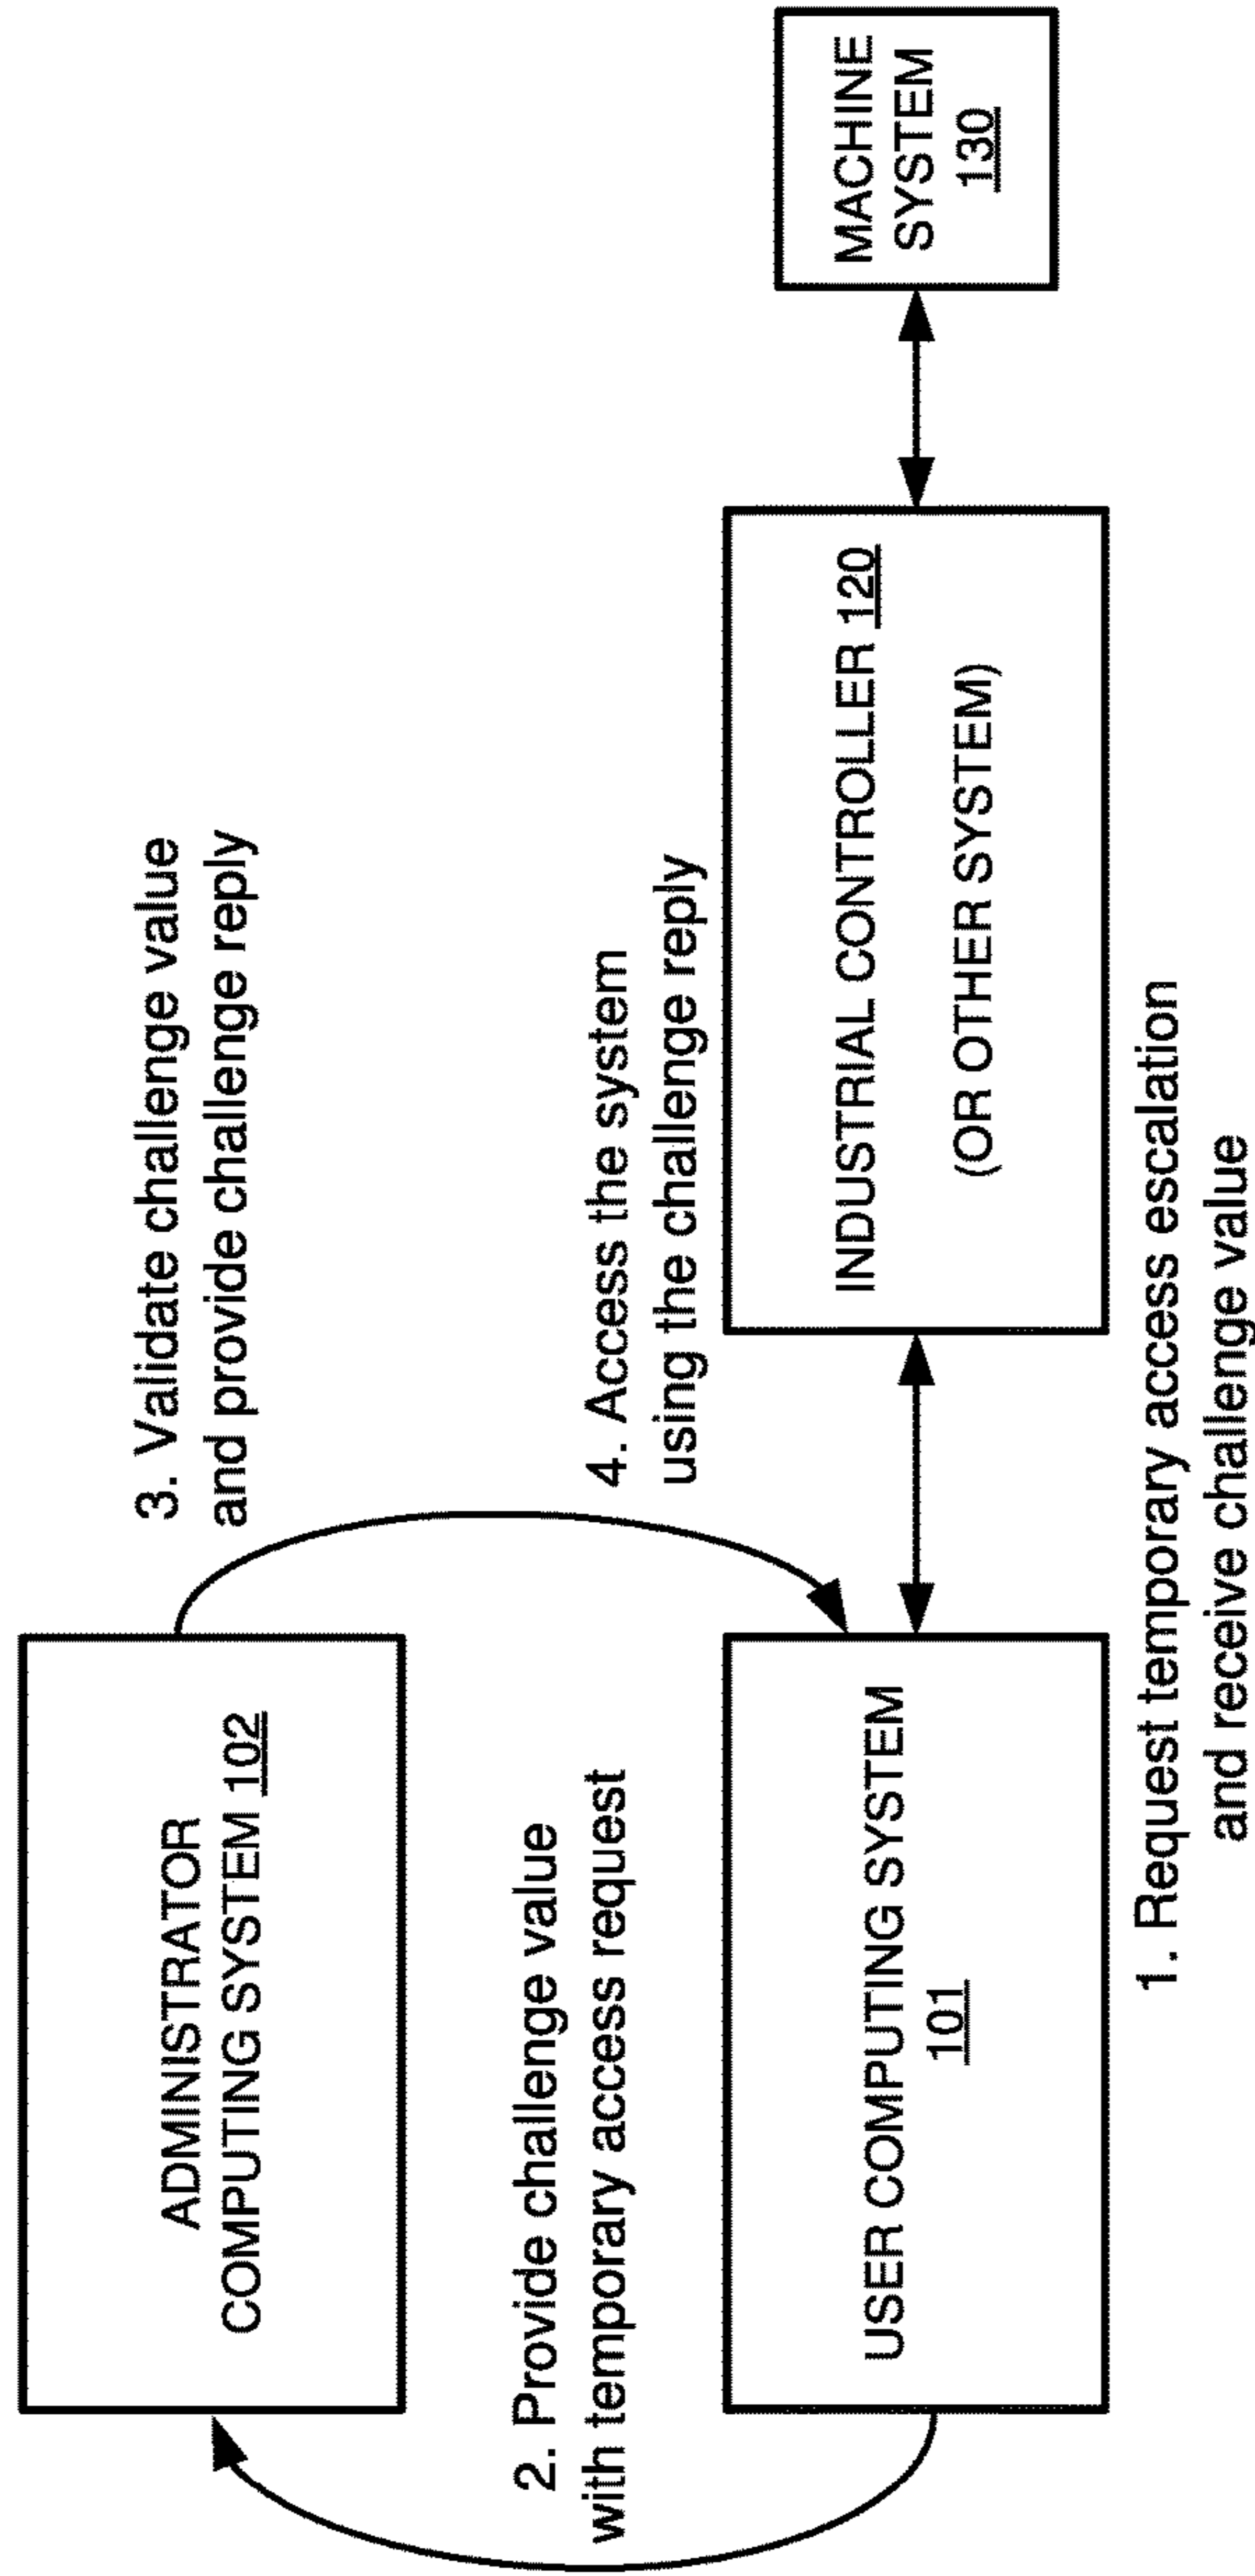 ADMINISTRATOR
COMPUTING SYSTEM 102
3. Validate challenge value
and provide challenge reply
2. Provide challenge value
with temporary access request
4. Access the system
using the challenge reply
USER COMPUTING SYSTEM
101
INDUSTRIAL CONTROLLER 120
(OR OTHER SYSTEM)
MACHINE
SYSTEM
130
1. Request temporary access escalation
and receive challenge value